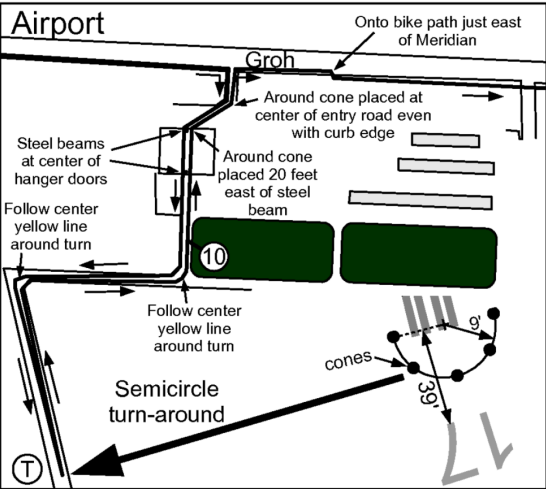 Airport
Onto bike path just east
of Meridian
Groh
Around cone placed at
center of entry road even
with curb edge
Steel beams
at center of
hanger doors
Around cone
placed 20 feet
east of steel
beam
Follow center
yellow line
around turn
10
Follow center
yellow line
around turn
9'
cones
39'
Semicircle
turn-around
17
T